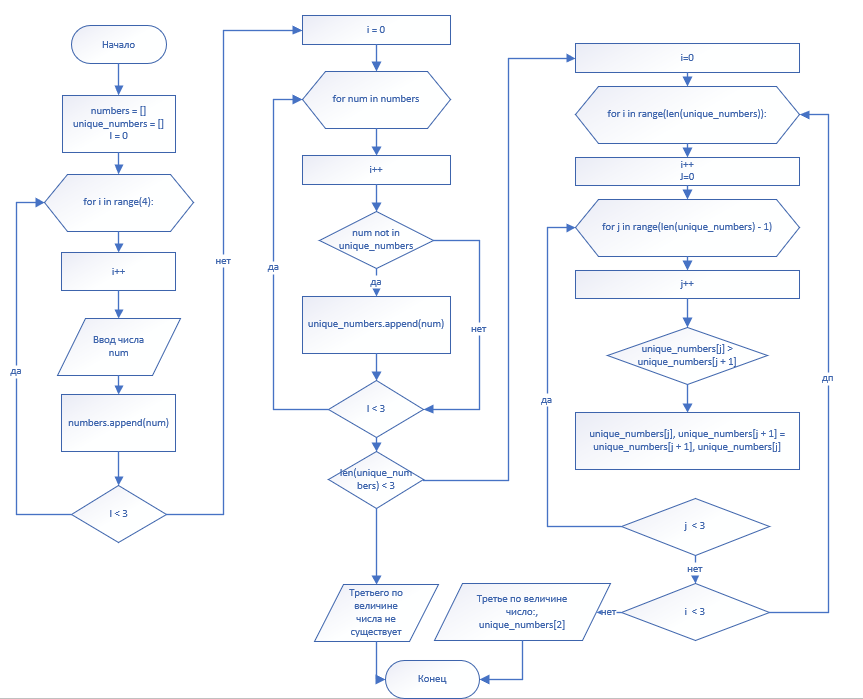 Начало
numbers = []
unique_numbers = []
I = 0
for i in range(4):
i++
Ввод числа
num
numbers.append(num)
I < 3
да
нет
i = 0
for num in numbers
i++
num not in
unique_numbers
да
unique_numbers.append(num)
нет
да
I < 3
len(unique_num
bers) < 3
Третьего по
величине
числа не
существует
i=0
for i in range(len(unique_numbers)):
i++
J=0
for j in range(len(unique_numbers) - 1)
j++
unique_numbers[j] >
unique_numbers[j + 1]
unique_numbers[j], unique_numbers[j + 1] =
unique_numbers[j + 1], unique_numbers[j]
да
дп
j < 3
нет
i < 3
нет
Третье по величине
число:,
unique_numbers[2]
Конец